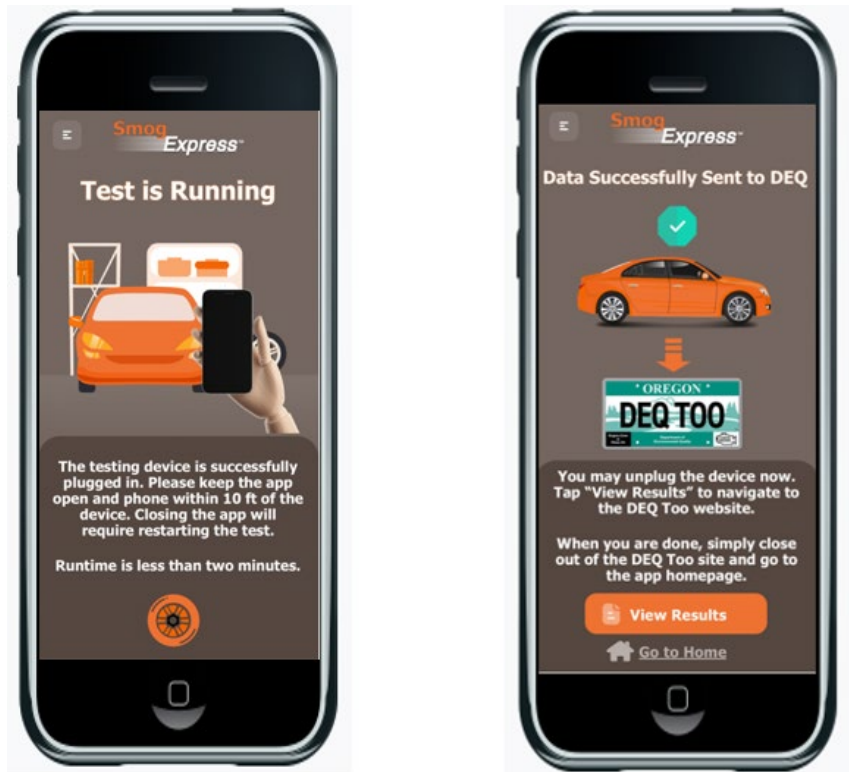 Smog
Express™
Test is Running
The testing device is successfully
plugged in. Please keep the app
open and phone within 10 ft of the
device. Closing the app will
require restarting the test.
Runtime is less than two minutes.
Smog
Express™
Data Successfully Sent to DEQ
OREGON
DEQ TOO
You may unplug the device now.
Tap “View Results” to navigate to
the DEQ Too website.
When you are done, simply close
out of the DEQ Too site and go to
the app homepage.
View Results
Go to Home